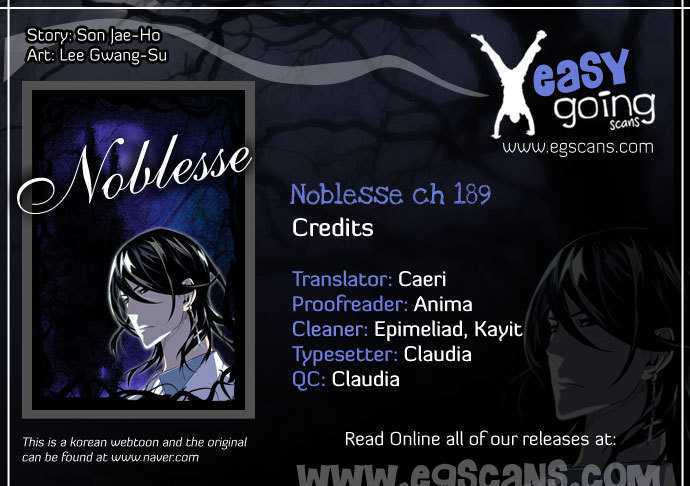 Story: Son Jae-Ho
Art: Lee Gwang-Su
easy
going
scans
www.egscans.com
Noblesse
Noblesse ch 189
Credits
Translator: Caeri
Proofreader: Anima
Cleaner: Epimeliad, Kayit
Typesetter: Claudia
QC: Claudia
This is a korean webtoon and the original
can be found at www.naver.com
Read Online all of our releases at:
www.egscans.com